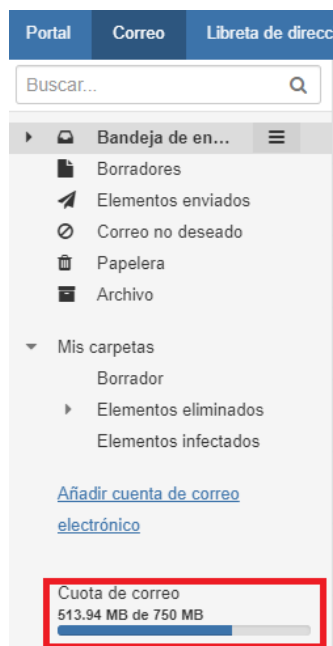 Portal Correo Libreta de direcc
Buscar...
Bandeja de en...
Borradores
Elementos enviados
Correo no deseado
Papelera
Archivo
Mis carpetas
Borrador
Elementos eliminados
Elementos infectados
Añadir cuenta de correo
electrónico
Cuota de correo
513.94 MB de 750 MB